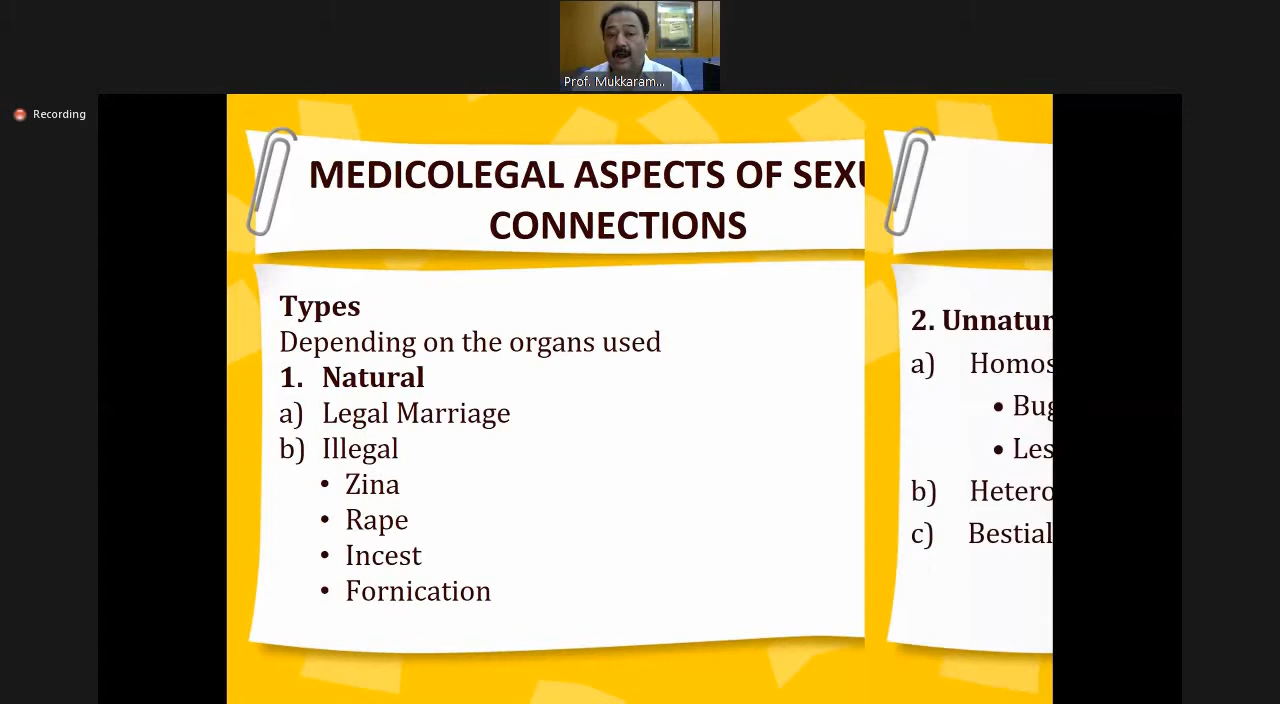 Prof. Mukkaram...
Recording
MEDICOLEGAL ASPECTS OF SEXU
CONNECTIONS
Types
Depending on the organs used
1. Natural
a) Legal Marriage
b) Illegal
• Zina
• Rape
• Incest
• Fornication
2. Unnatur
a) Homos
• Bug
• Les
b) Hetero
c) Bestial